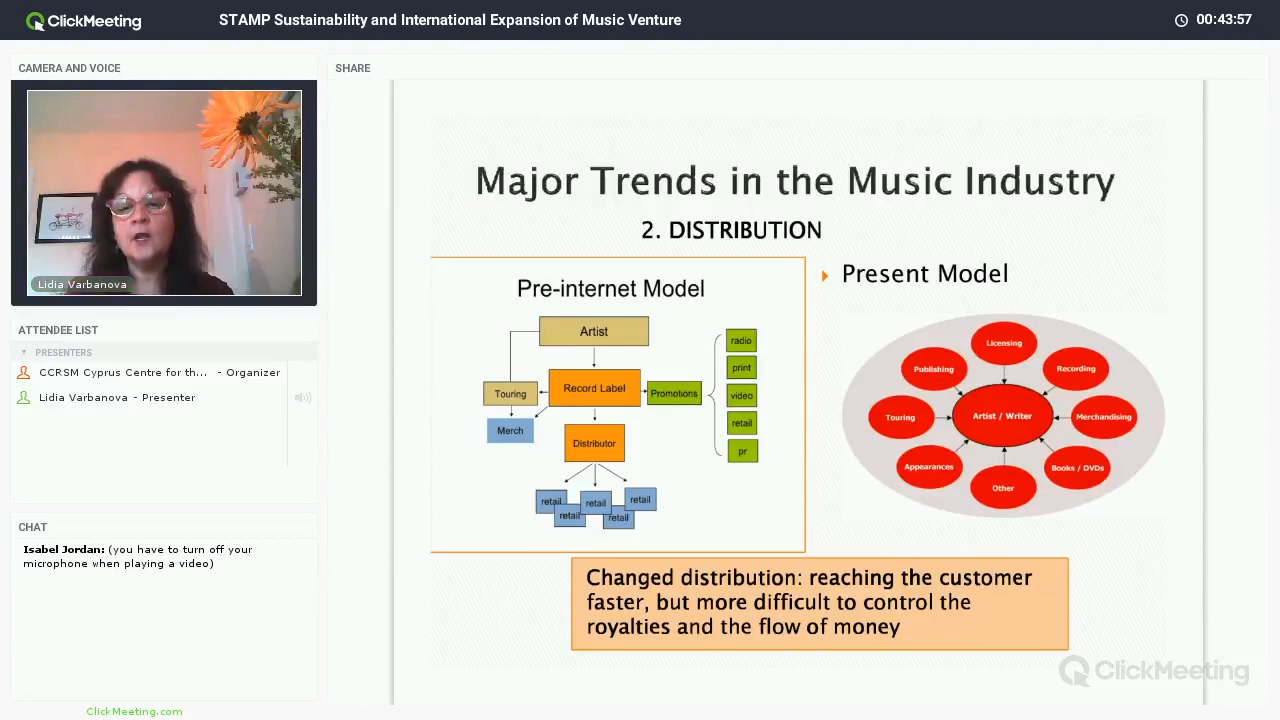 ClickMeeting
STAMP Sustainability and International Expansion of Music Venture
00:43:57
CAMERA AND VOICE
Lidia Varbanova
ATTENDEE LIST
PRESENTERS
CCRSM Cyprus Centre for th... - Organizer
Lidia Varbanova - Presenter
CHAT
Isabel Jordan: (you have to turn off your
microphone when playing a video)
ClickMeeting.com
SHARE
Major Trends in the Music Industry
2. DISTRIBUTION
Pre-internet Model
Artist
Touring
Record Label
Promotions
Merch
Distributor
retail
retail
retail
retail
retail
radio
print
video
retail
pr
Present Model
Licensing
Publishing
Recording
Touring
Artist / Writer
Merchandising
Appearances
Books / DVDs
Other
Changed distribution: reaching the customer
faster, but more difficult to control the
royalties and the flow of money
ClickMeeting